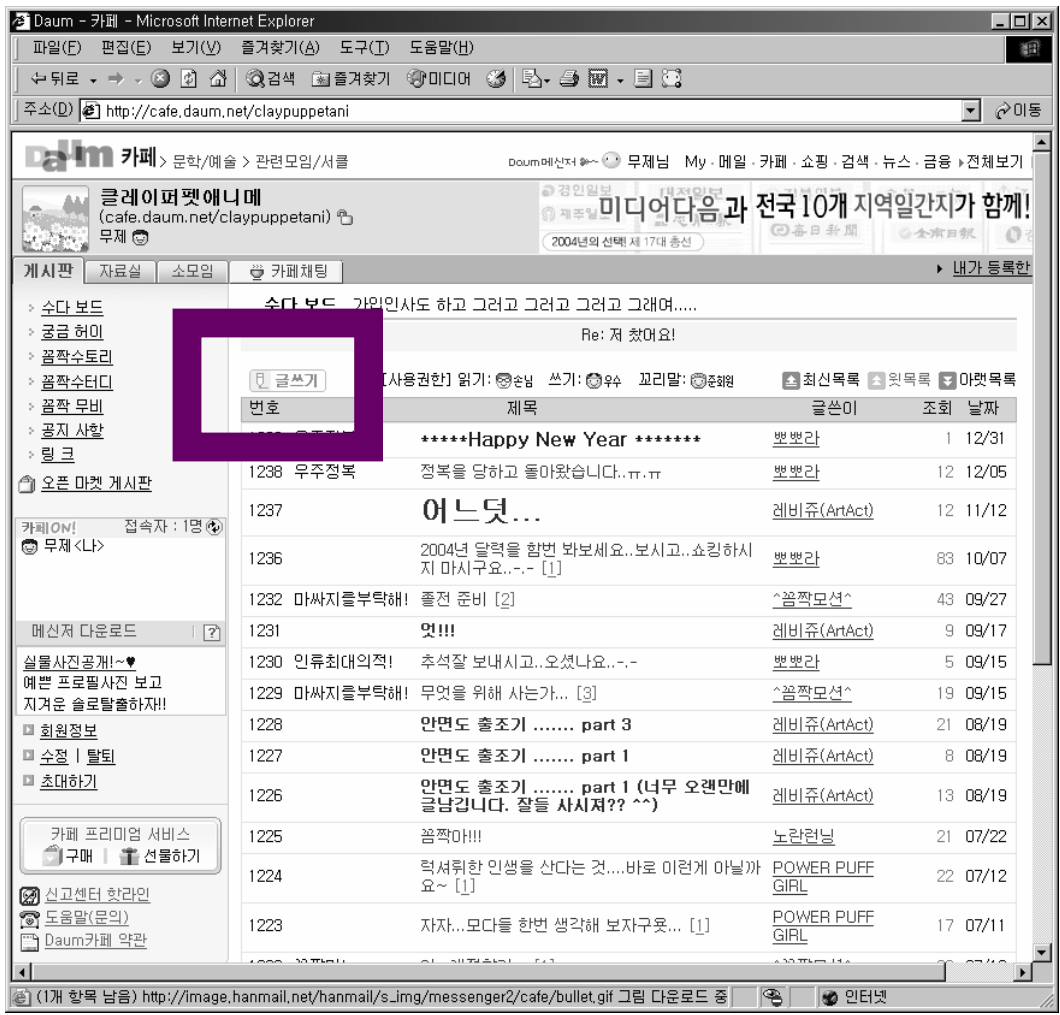 Daum - 카페 - Microsoft Internet Explorer
파일(F) 편집(E) 보기(V) 즐겨찾기(A) 도구(T) 도움말(H)
뒤로 검색 즐겨찾기 미디어
주소(D) http://cafe.daum.net/claypuppetani 이동
Daum 카페 > 문학/예술 > 관련모임/서클 Daum메신저 무제님 My · 메일 · 카페 · 쇼핑 · 검색 · 뉴스 · 금융 전체보기
클레이퍼펫애니메
(cafe.daum.net/claypuppetani)
무제
경인일보
제주일보
미디어다음과 전국10개 지역일간지가 함께!
2004년의 선택! 제 17대 총선
게시판 자료실 소모임 카페채팅 내가 등록한
수다 보드
궁금 허미
꼼짝수토리
꼼짝수터디
꼼짝 무비
공지 사항
링 크
오픈 마켓 게시판
카페ON! 접속자 : 1명
무제<나>
메신저 다운로드 ?
실물사진공개!~♥
예쁜 프로필사진 보고
지겨운 솔로탈출하자!!
회원정보
수정 | 탈퇴
초대하기
카페 프리미엄 서비스
구매 | 선물하기
신고센터 핫라인
도움말(문의)
Daum카페 약관
수다 보드 가입인사도 하고 그러고 그러고 그러고 그래여.....
Re: 저 찼어요!
글쓰기 [사용권한] 읽기: 손님 쓰기: 우수 꼬리말: 준회원 최신목록 윗목록 아랫목록
번호 제목 글쓴이 조회 날짜
*****Happy New Year ******* 뽀뽀라 1 12/31
1238 우주정복 정복을 당하고 돌아왔습니다..ㅠ.ㅠ 뽀뽀라 12 12/05
1237 어느덧... 레비쥬(ArtAct) 12 11/12
1236 2004년 달력을 함번 봐보세요..보시고..쇼킹하시
지 마시구요..-.- [1] 뽀뽀라 83 10/07
1232 마싸지를부탁해! 졸전 준비 [2] ^꼼짝모션^ 43 09/27
1231 멋!!! 레비쥬(ArtAct) 9 09/17
1230 인류최대의적! 추석잘 보내시고..오셨나요..-.- 뽀뽀라 5 09/15
1229 마싸지를부탁해! 무엇을 위해 사는가... [3] ^꼼짝모션^ 19 09/15
1228 안면도 출조기 ....... part 3 레비쥬(ArtAct) 21 08/19
1227 안면도 출조기 ....... part 1 레비쥬(ArtAct) 8 08/19
1226 안면도 출조기 ....... part 1 (너무 오랜만에
글남깁니다. 잘들 사시져?? ^^) 레비쥬(ArtAct) 13 08/19
1225 꼼짝아!!! 노란런닝 21 07/22
1224 럭셔뤼한 인생을 산다는 것....바로 이런게 아닐까
요~ [1] POWER PUFF GIRL 22 07/12
1223 자자...모다들 한번 생각해 보자구욧... [1] POWER PUFF GIRL 17 07/11
(1개 항목 남음) http://image.hanmail.net/hanmail/s_img/messenger2/cafe/bullet.gif 그림 다운로드 중 인터넷